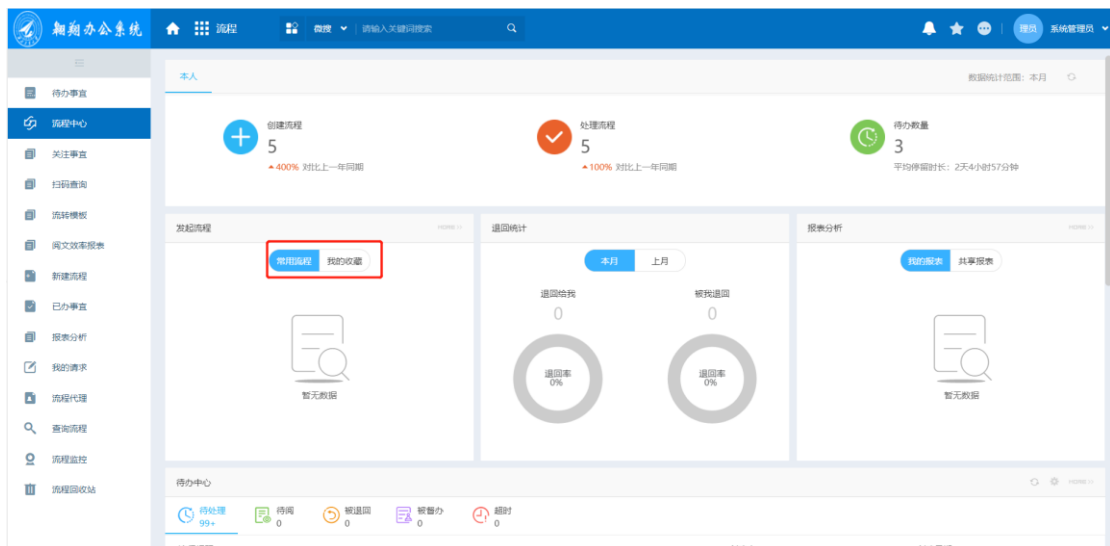 翱翔办公系统
流程
微搜
请输入关键词搜索
理员
系统管理员
待办事宜
流程中心
关注事宜
扫码查询
流转模板
阅文效率报表
新建流程
已办事宜
报表分析
我的请求
流程代理
查询流程
流程监控
流程回收站
本人
数据统计范围：本月
创建流程
5
400% 对比上一年同期
处理流程
5
100% 对比上一年同期
待办数量
3
平均停留时长：2天4小时57分钟
发起流程
MORE >>
常用流程 我的收藏
暂无数据
退回统计
本月 上月
退回给我
0
退回率
0%
被我退回
0
退回率
0%
报表分析
MORE >>
我的报表 共享报表
暂无数据
待办中心
MORE >>
待处理
99+
待阅
0
被退回
0
被督办
0
超时
0